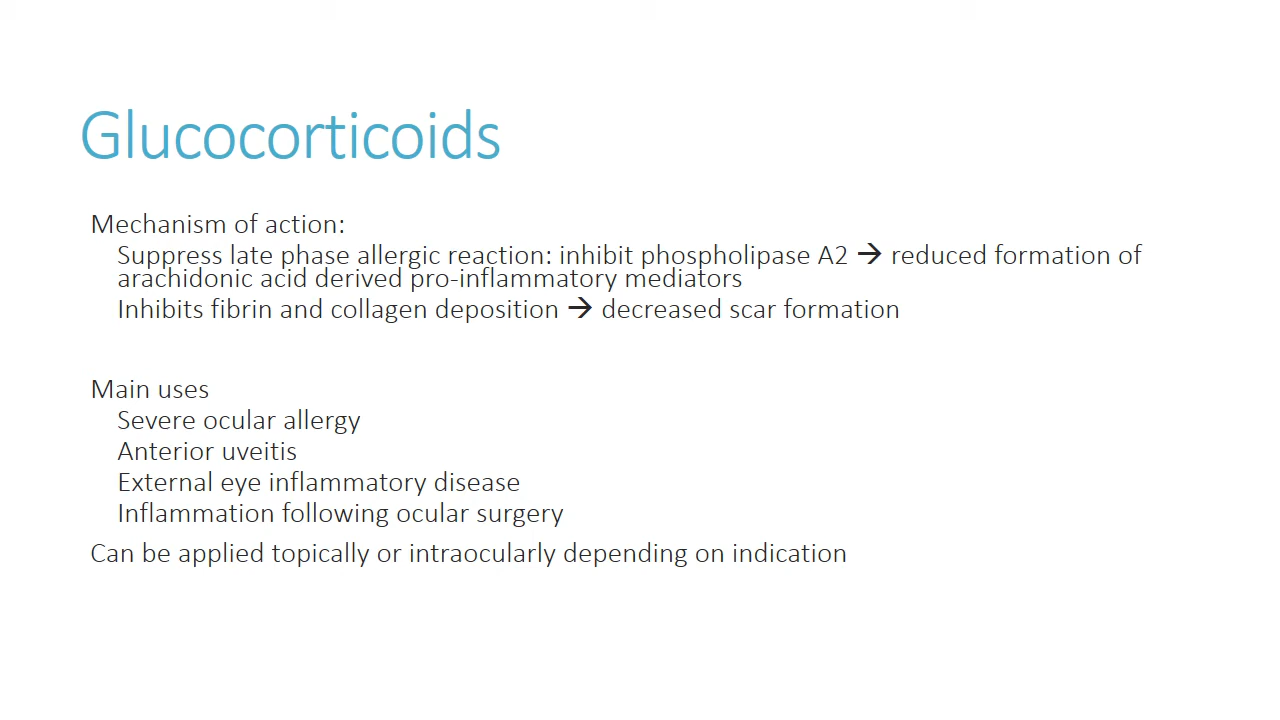 Glucocorticoids
Mechanism of action:
Suppress late phase allergic reaction: inhibit phospholipase A2 → reduced formation of
arachidonic acid derived pro-inflammatory mediators
Inhibits fibrin and collagen deposition → decreased scar formation
Main uses
Severe ocular allergy
Anterior uveitis
External eye inflammatory disease
Inflammation following ocular surgery
Can be applied topically or intraocularly depending on indication